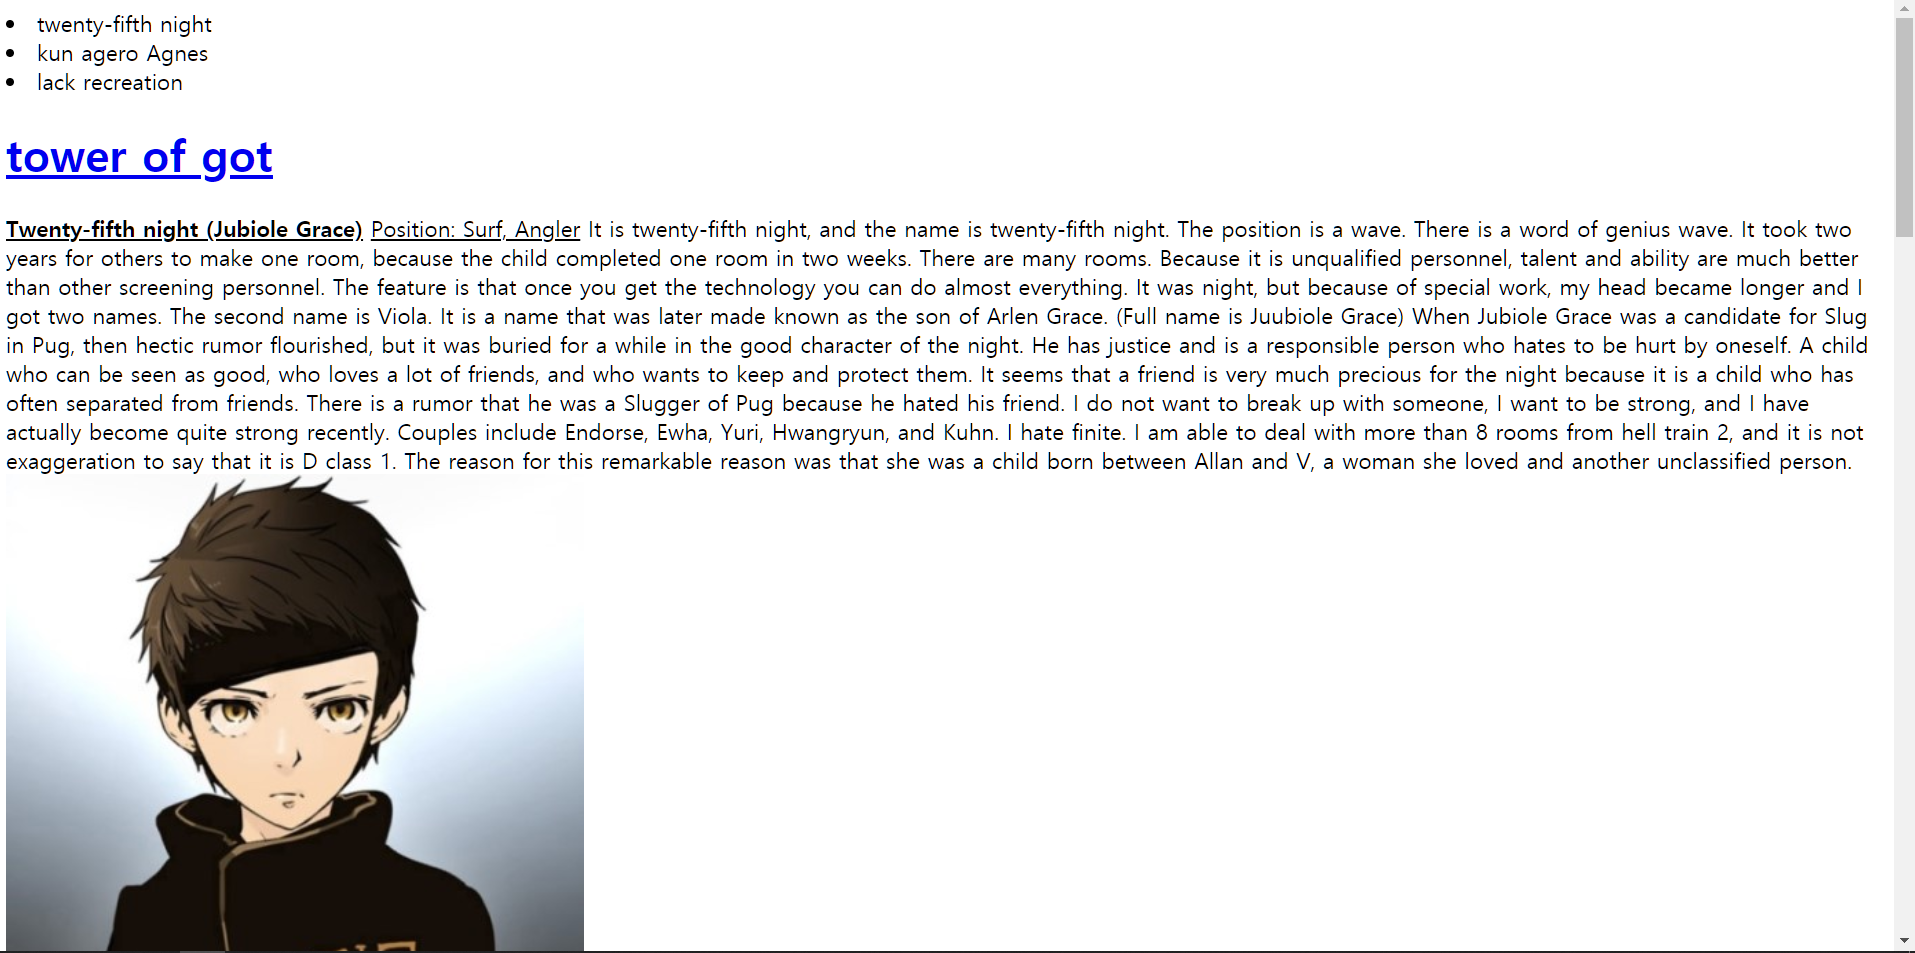 twenty-fifth night
kun agero Agnes
lack recreation
tower of got
Twenty-fifth night (Jubiole Grace) Position: Surf, Angler It is twenty-fifth night, and the name is twenty-fifth night. The position is a wave. There is a word of genius wave. It took two
years for others to make one room, because the child completed one room in two weeks. There are many rooms. Because it is unqualified personnel, talent and ability are much better
than other screening personnel. The feature is that once you get the technology you can do almost everything. It was night, but because of special work, my head became longer and I
got two names. The second name is Viola. It is a name that was later made known as the son of Arlen Grace. (Full name is Juubiole Grace) When Jubiole Grace was a candidate for Slug
in Pug, then hectic rumor flourished, but it was buried for a while in the good character of the night. He has justice and is a responsible person who hates to be hurt by oneself. A child
who can be seen as good, who loves a lot of friends, and who wants to keep and protect them. It seems that a friend is very much precious for the night because it is a child who has
often separated from friends. There is a rumor that he was a Slugger of Pug because he hated his friend. I do not want to break up with someone, I want to be strong, and I have
actually become quite strong recently. Couples include Endorse, Ewha, Yuri, Hwangryun, and Kuhn. I hate finite. I am able to deal with more than 8 rooms from hell train 2, and it is not
exaggeration to say that it is D class 1. The reason for this remarkable reason was that she was a child born between Allan and V, a woman she loved and another unclassified person.